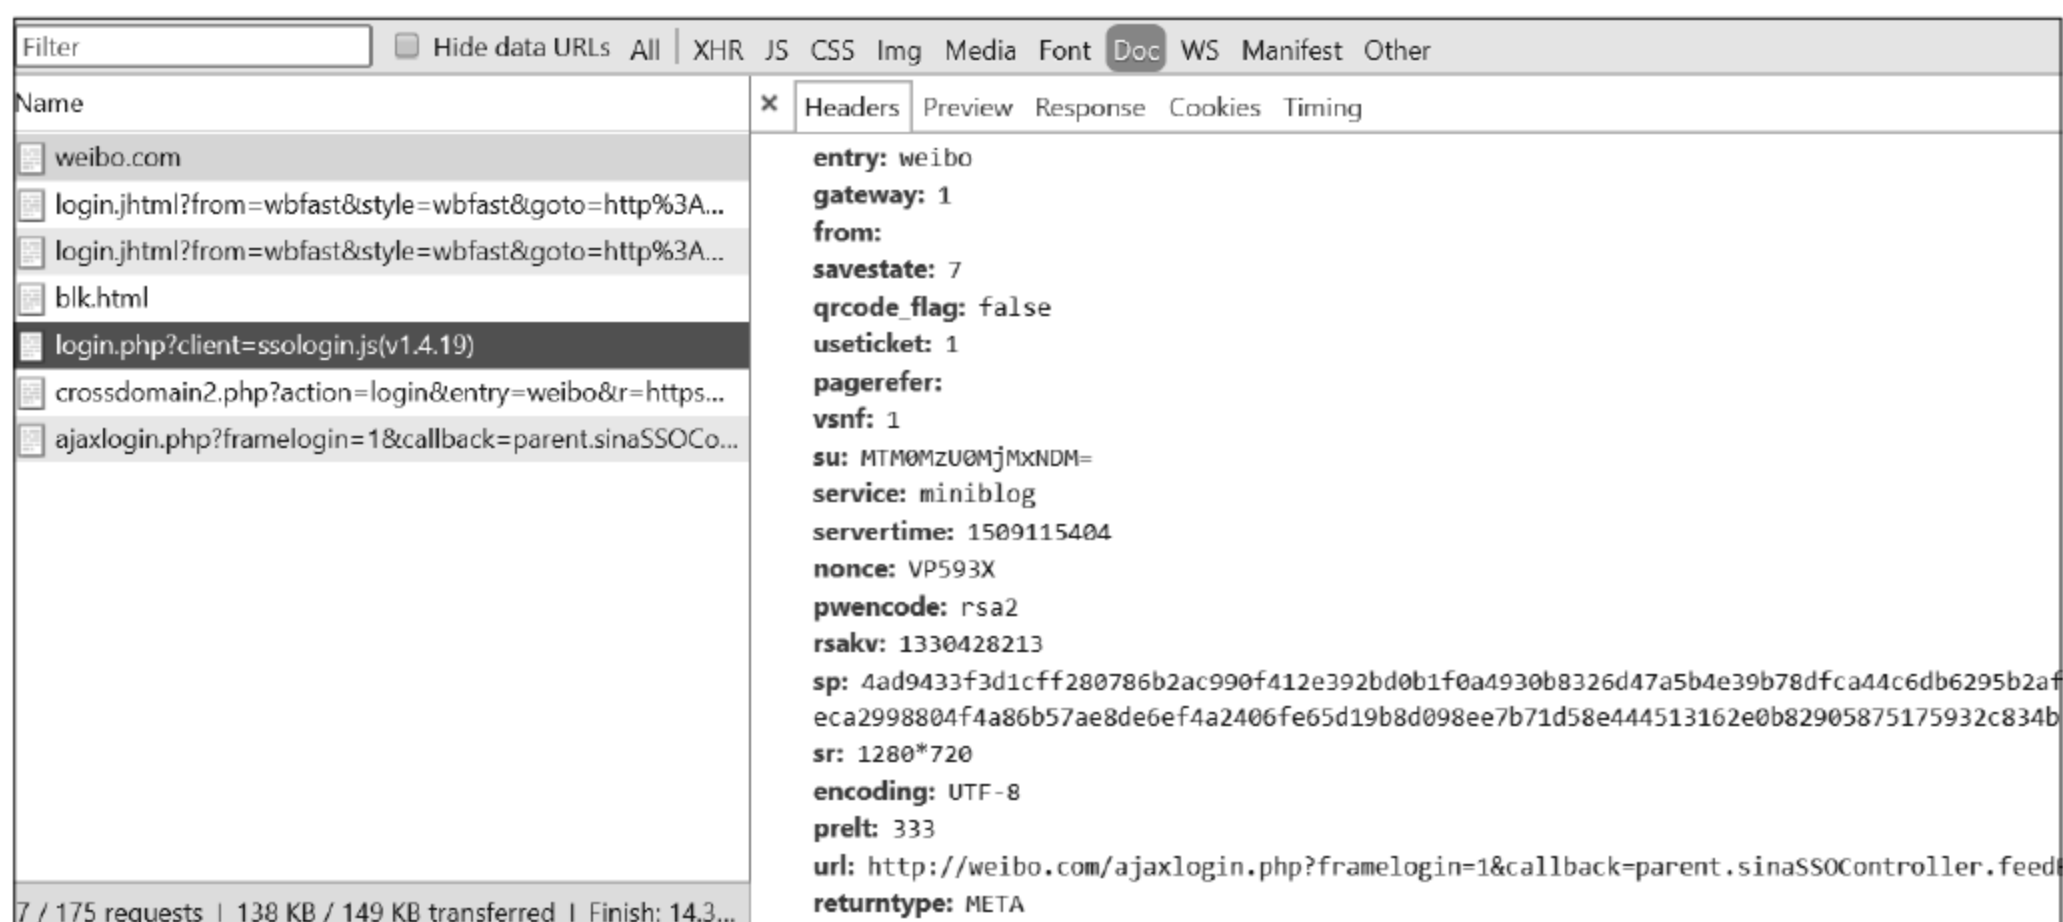 Filter Hide data URLs All XHR JS CSS Img Media Font Doc WS Manifest Other
Name
× Headers Preview Response Cookies Timing
weibo.com
login.jhtml?from=wbfast&style=wbfast&goto=http%3A...
login.jhtml?from=wbfast&style=wbfast&goto=http%3A...
blk.html
login.php?client=ssologin.js(v1.4.19)
crossdomain2.php?action=login&entry=weibo&r=https...
ajaxlogin.php?framelogin=1&callback=parent.sinaSSOCo...
7 / 175 requests | 138 KB / 149 KB transferred | Finish: 14.3...
entry: weibo
gateway: 1
from:
savestate: 7
qrcode_flag: false
useticket: 1
pagerefer:
vsnf: 1
su: MTM0MzU0MjMxNDM=
service: miniblog
servertime: 1509115404
nonce: VP593X
pwencode: rsa2
rsakv: 1330428213
sp: 4ad9433f3d1cff280786b2ac990f412e392bd0b1f0a4930b8326d47a5b4e39b78dfca44c6db6295b2af
eca2998804f4a86b57ae8de6ef4a2406fe65d19b8d098ee7b71d58e444513162e0b82905875175932c834b
sr: 1280*720
encoding: UTF-8
prelt: 333
url: http://weibo.com/ajaxlogin.php?framelogin=1&callback=parent.sinaSSOController.feed
returntype: META